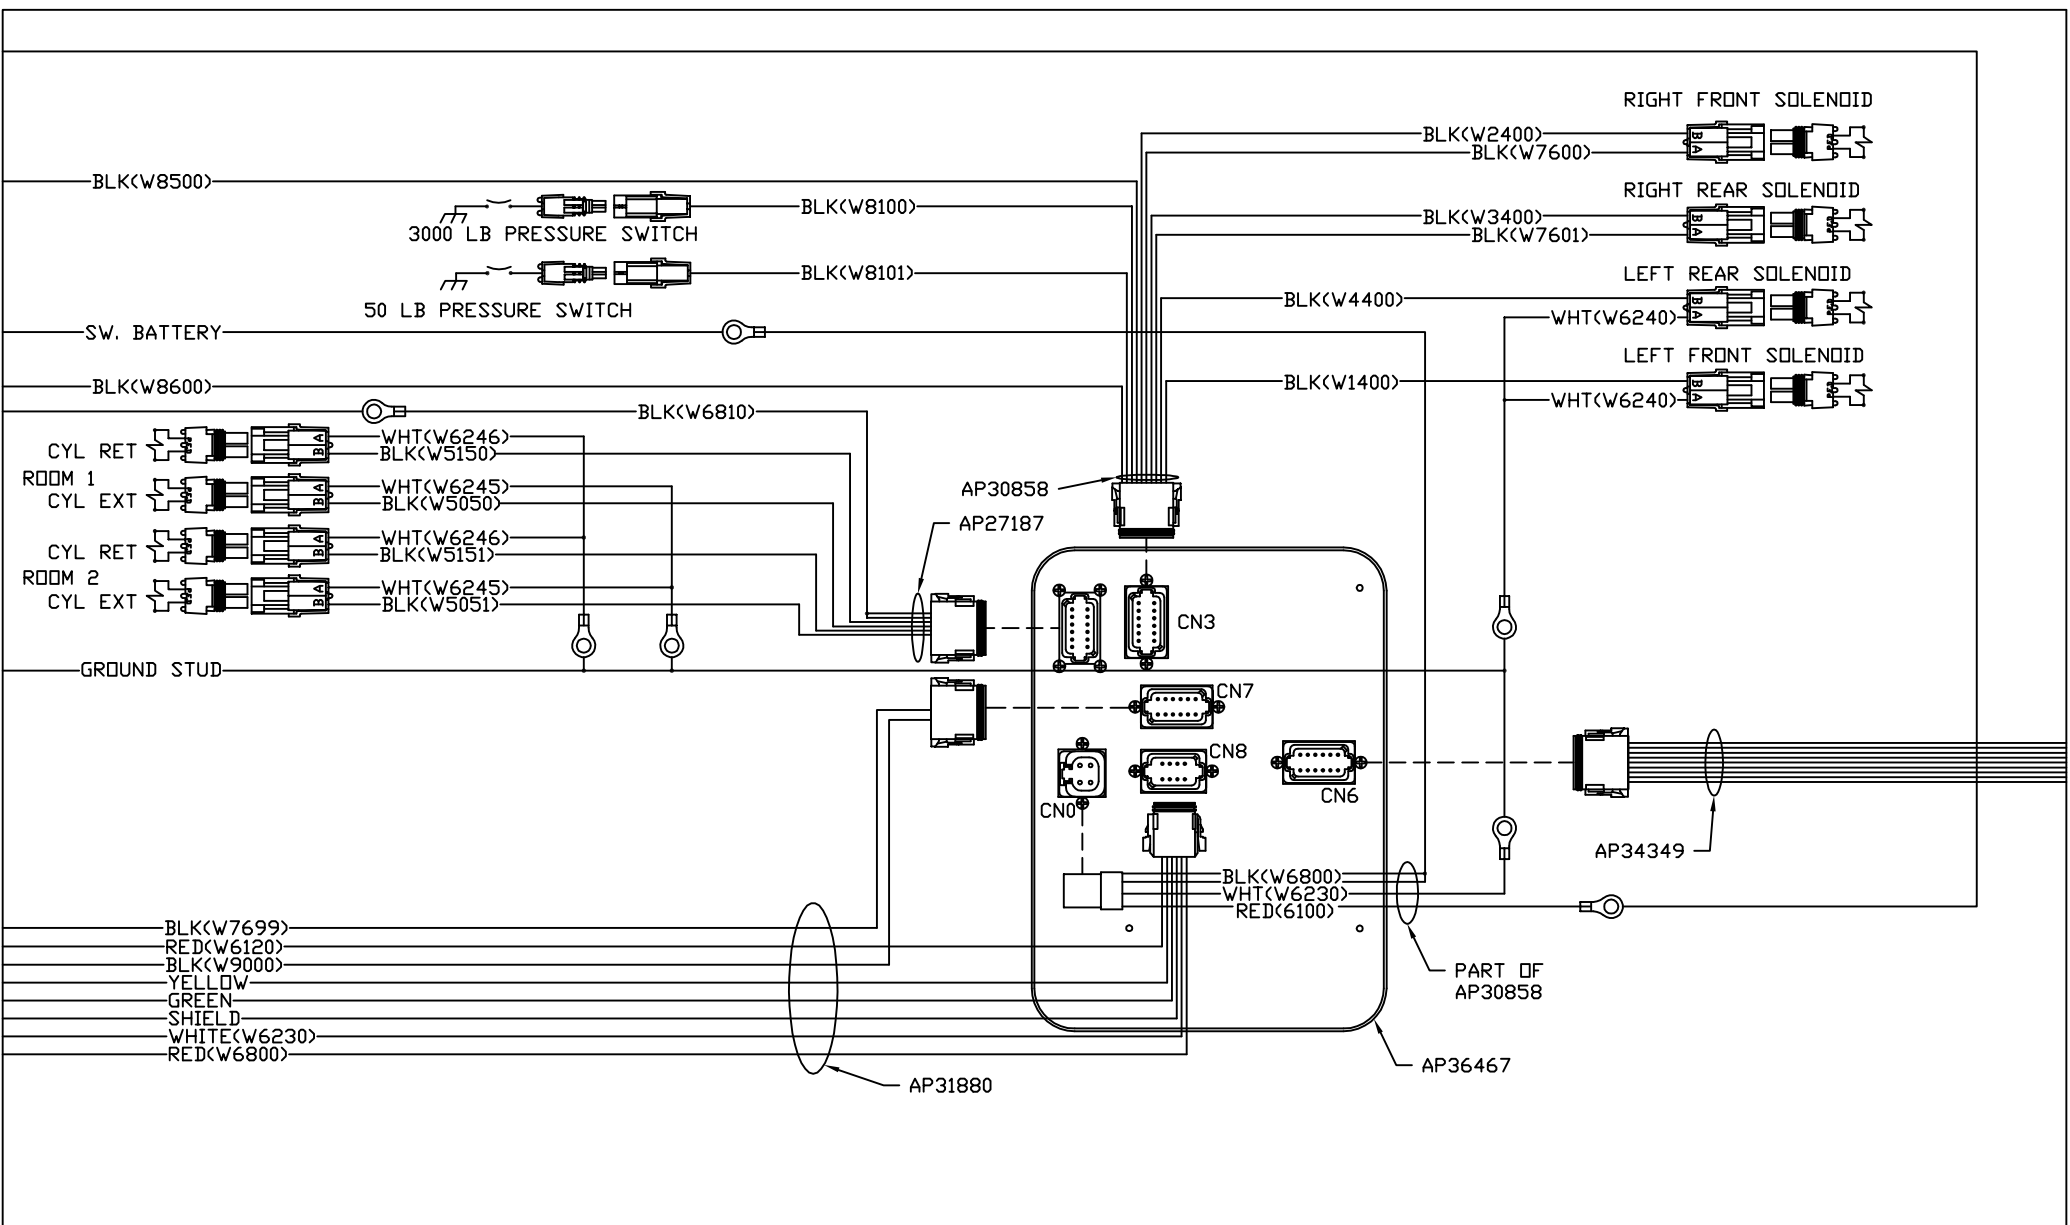 RIGHT FRONT SOLENOID
BLK(W2400)
BLK(W7600)
B
A
BLK(W8500)
RIGHT REAR SOLENOID
BLK(W8100)
BLK(W3400)
BLK(W7601)
B
A
3000 LB PRESSURE SWITCH
BLK(W8101)
LEFT REAR SOLENOID
BLK(W4400)
WHT(W6240)
B
A
50 LB PRESSURE SWITCH
SW. BATTERY
LEFT FRONT SOLENOID
BLK(W8600)
BLK(W1400)
WHT(W6240)
B
A
BLK(W6810)
CYL RET
A
B
WHT(W6246)
BLK(W5150)
ROOM 1
CYL EXT
A
B
WHT(W6245)
BLK(W5050)
AP30858
AP27187
CYL RET
A
B
WHT(W6246)
BLK(W5151)
ROOM 2
CYL EXT
A
B
WHT(W6245)
BLK(W5051)
CN3
GROUND STUD
CN7
CN8
CN6
CN0
AP34349
BLK(W6800)
WHT(W6230)
RED(6100)
BLK(W7699)
RED(W6120)
BLK(W9000)
YELLOW
GREEN
SHIELD
WHITE(W6230)
RED(W6800)
PART OF
AP30858
AP36467
AP31880